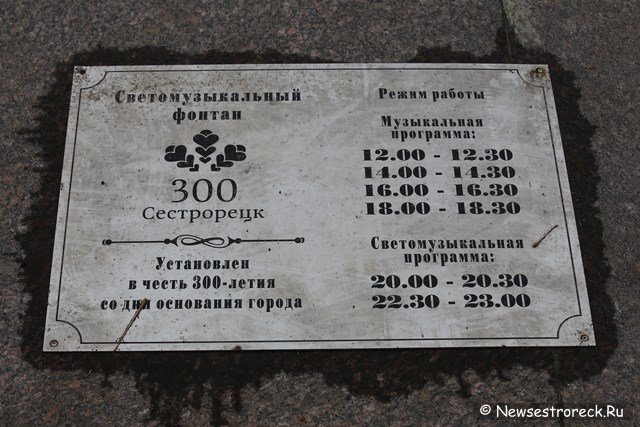 Светомузыкальный
фонтан
300
Сестрорецк
Установлен
в честь 300-летия
со дня основания города
Режим работы
Музыкальная
программа:
12.00 - 12.30
14.00 - 14.30
16.00 - 16.30
18.00 - 18.30
Светомузыкальная
программа:
20.00 - 20.30
22.30 - 23.00
© Newsestroreck.Ru